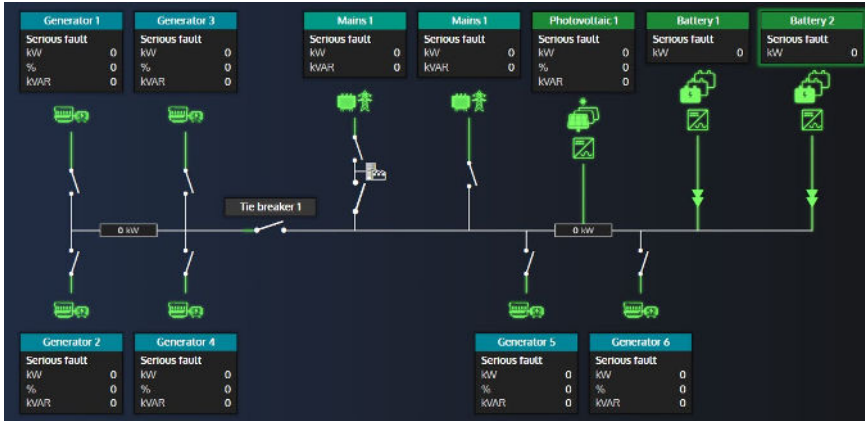 Generator 1
Serious fault
kW 0
% 0
kVAR 0
Generator 3
Serious fault
kW 0
% 0
kVAR 0
Mains 1
Serious fault
kW 0
kVAR 0
Mains 1
Serious fault
kW 0
kVAR 0
Photovoltaic 1
Serious fault
kW 0
% 0
kVAR 0
Battery 1
Serious fault
kW 0
Battery 2
Serious fault
kW 0
Tie breaker 1
0 kW
0 kW
Generator 2
Serious fault
kW 0
% 0
kVAR 0
Generator 4
Serious fault
kW 0
% 0
kVAR 0
Generator 5
Serious fault
kW 0
% 0
kVAR 0
Generator 6
Serious fault
kW 0
% 0
kVAR 0